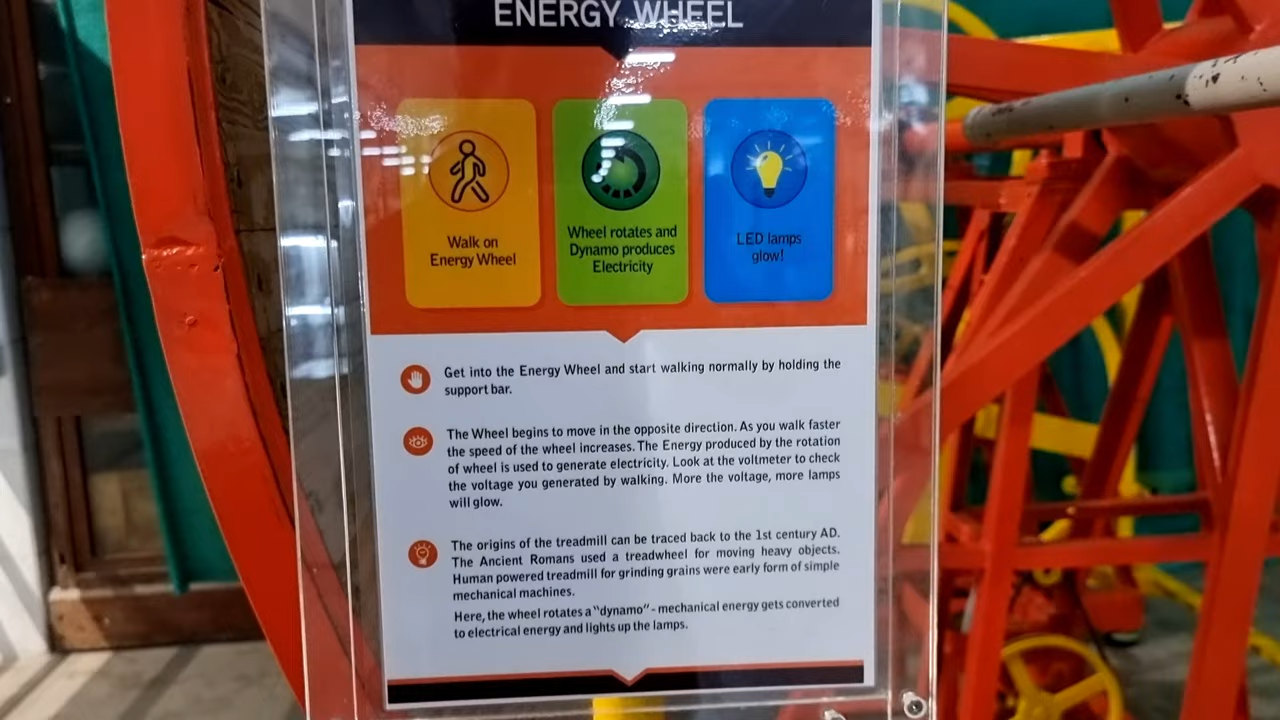 ENERGY WHEEL
Walk on
Energy Wheel
Wheel rotates and
Dynamo produces
Electricity
LED lamps
glow!
Get into the Energy Wheel and start walking normally by holding the
support bar.
The Wheel begins to move in the opposite direction. As you walk faster
the speed of the wheel increases. The Energy produced by the rotation
of wheel is used to generate electricity. Look at the voltmeter to check
the voltage you generated by walking. More the voltage, more lamps
will glow.
The origins of the treadmill can be traced back to the 1st century AD.
The Ancient Romans used a treadwheel for moving heavy objects.
Human powered treadmill for grinding grains were early form of simple
mechanical machines.
Here, the wheel rotates a "dynamo" - mechanical energy gets converted
to electrical energy and lights up the lamps.